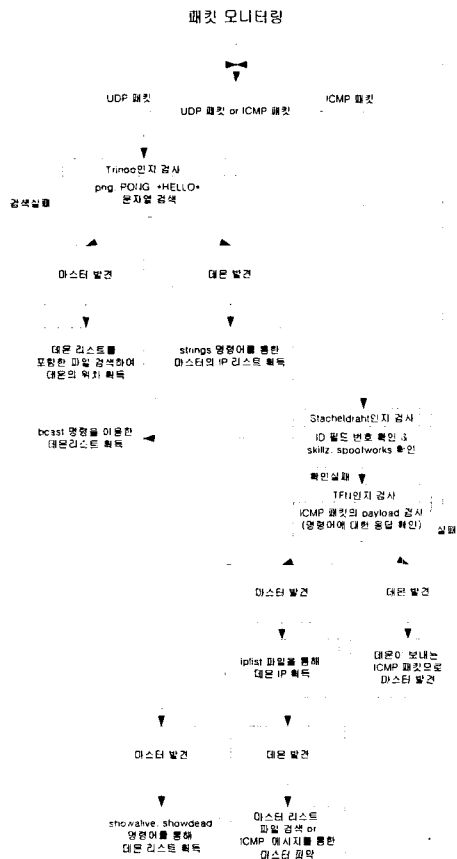 패킷 모니터링
UDP 패킷
ICMP 패킷
UDP 패킷 or ICMP 패킷
Trinoo인지 검사
png, PONG, *HELLO*
문자열 검색
검색실패
마스터 발견
데몬 발견
데몬 리스트를
포함한 파일 검색하여
데몬의 위치 획득
strings 명령어를 통한
마스터의 IP 리스트 획득
bcast 명령을 이용한
데몬리스트 획득
Stacheldraht인지 검사
ID 필드 번호 확인 &
skillz, spoofworks 확인
확인실패
TFN인지 검사
ICMP 패킷의 payload 검사
(명령어에 대한 응답 확인)
실패
마스터 발견
데몬 발견
iplist 파일을 통해
데몬 IP 획득
데몬이 보내는
ICMP 패킷으로
마스터 발견
마스터 발견
데몬 발견
showalive, showdead
명령어를 통해
데몬 리스트 획득
마스터 리스트
파일 검색 or
ICMP 메시지를 통한
마스터 파악